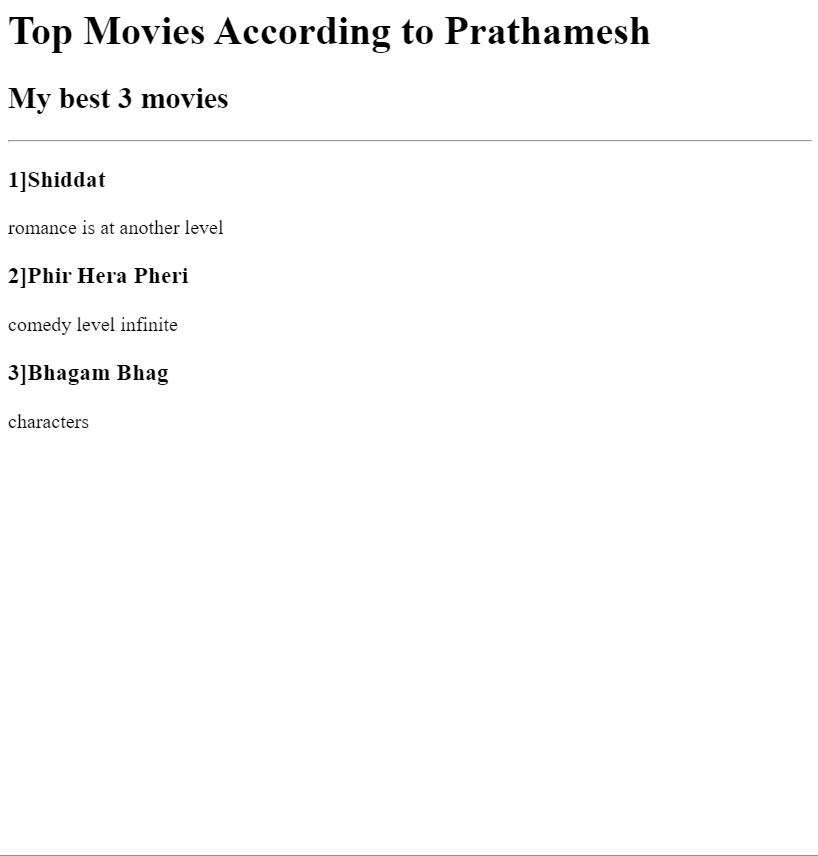 Top Movies According to Prathamesh
My best 3 movies
1]Shiddat
romance is at another level
2]Phir Hera Pheri
comedy level infinite
3]Bhagam Bhag
characters